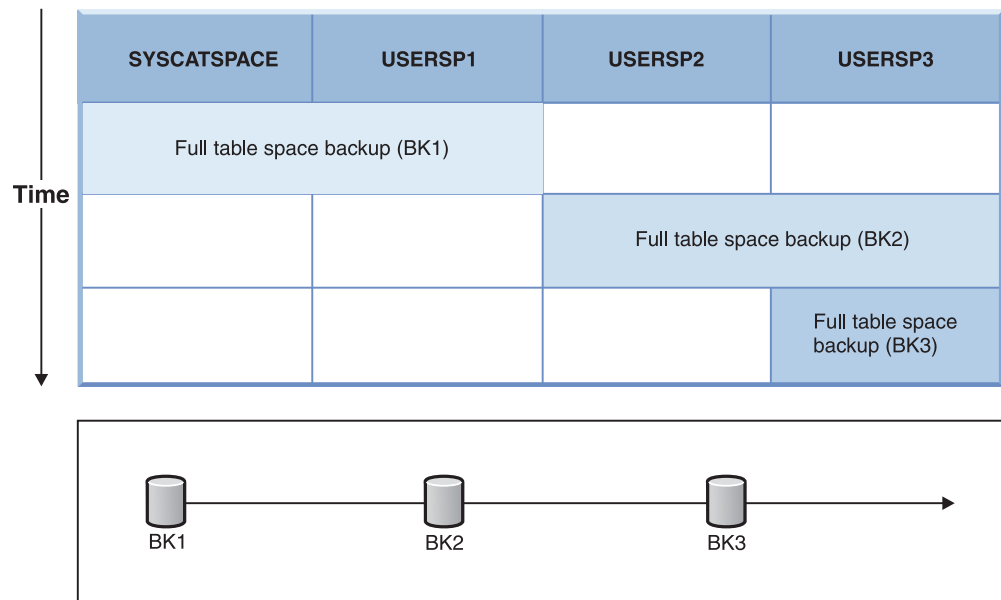 SYSCATSPACE
USERSP1
USERSP2
USERSP3
Full table space backup (BK1)
Time
Full table space backup (BK2)
Full table space
backup (BK3)
BK1
BK2
BK3